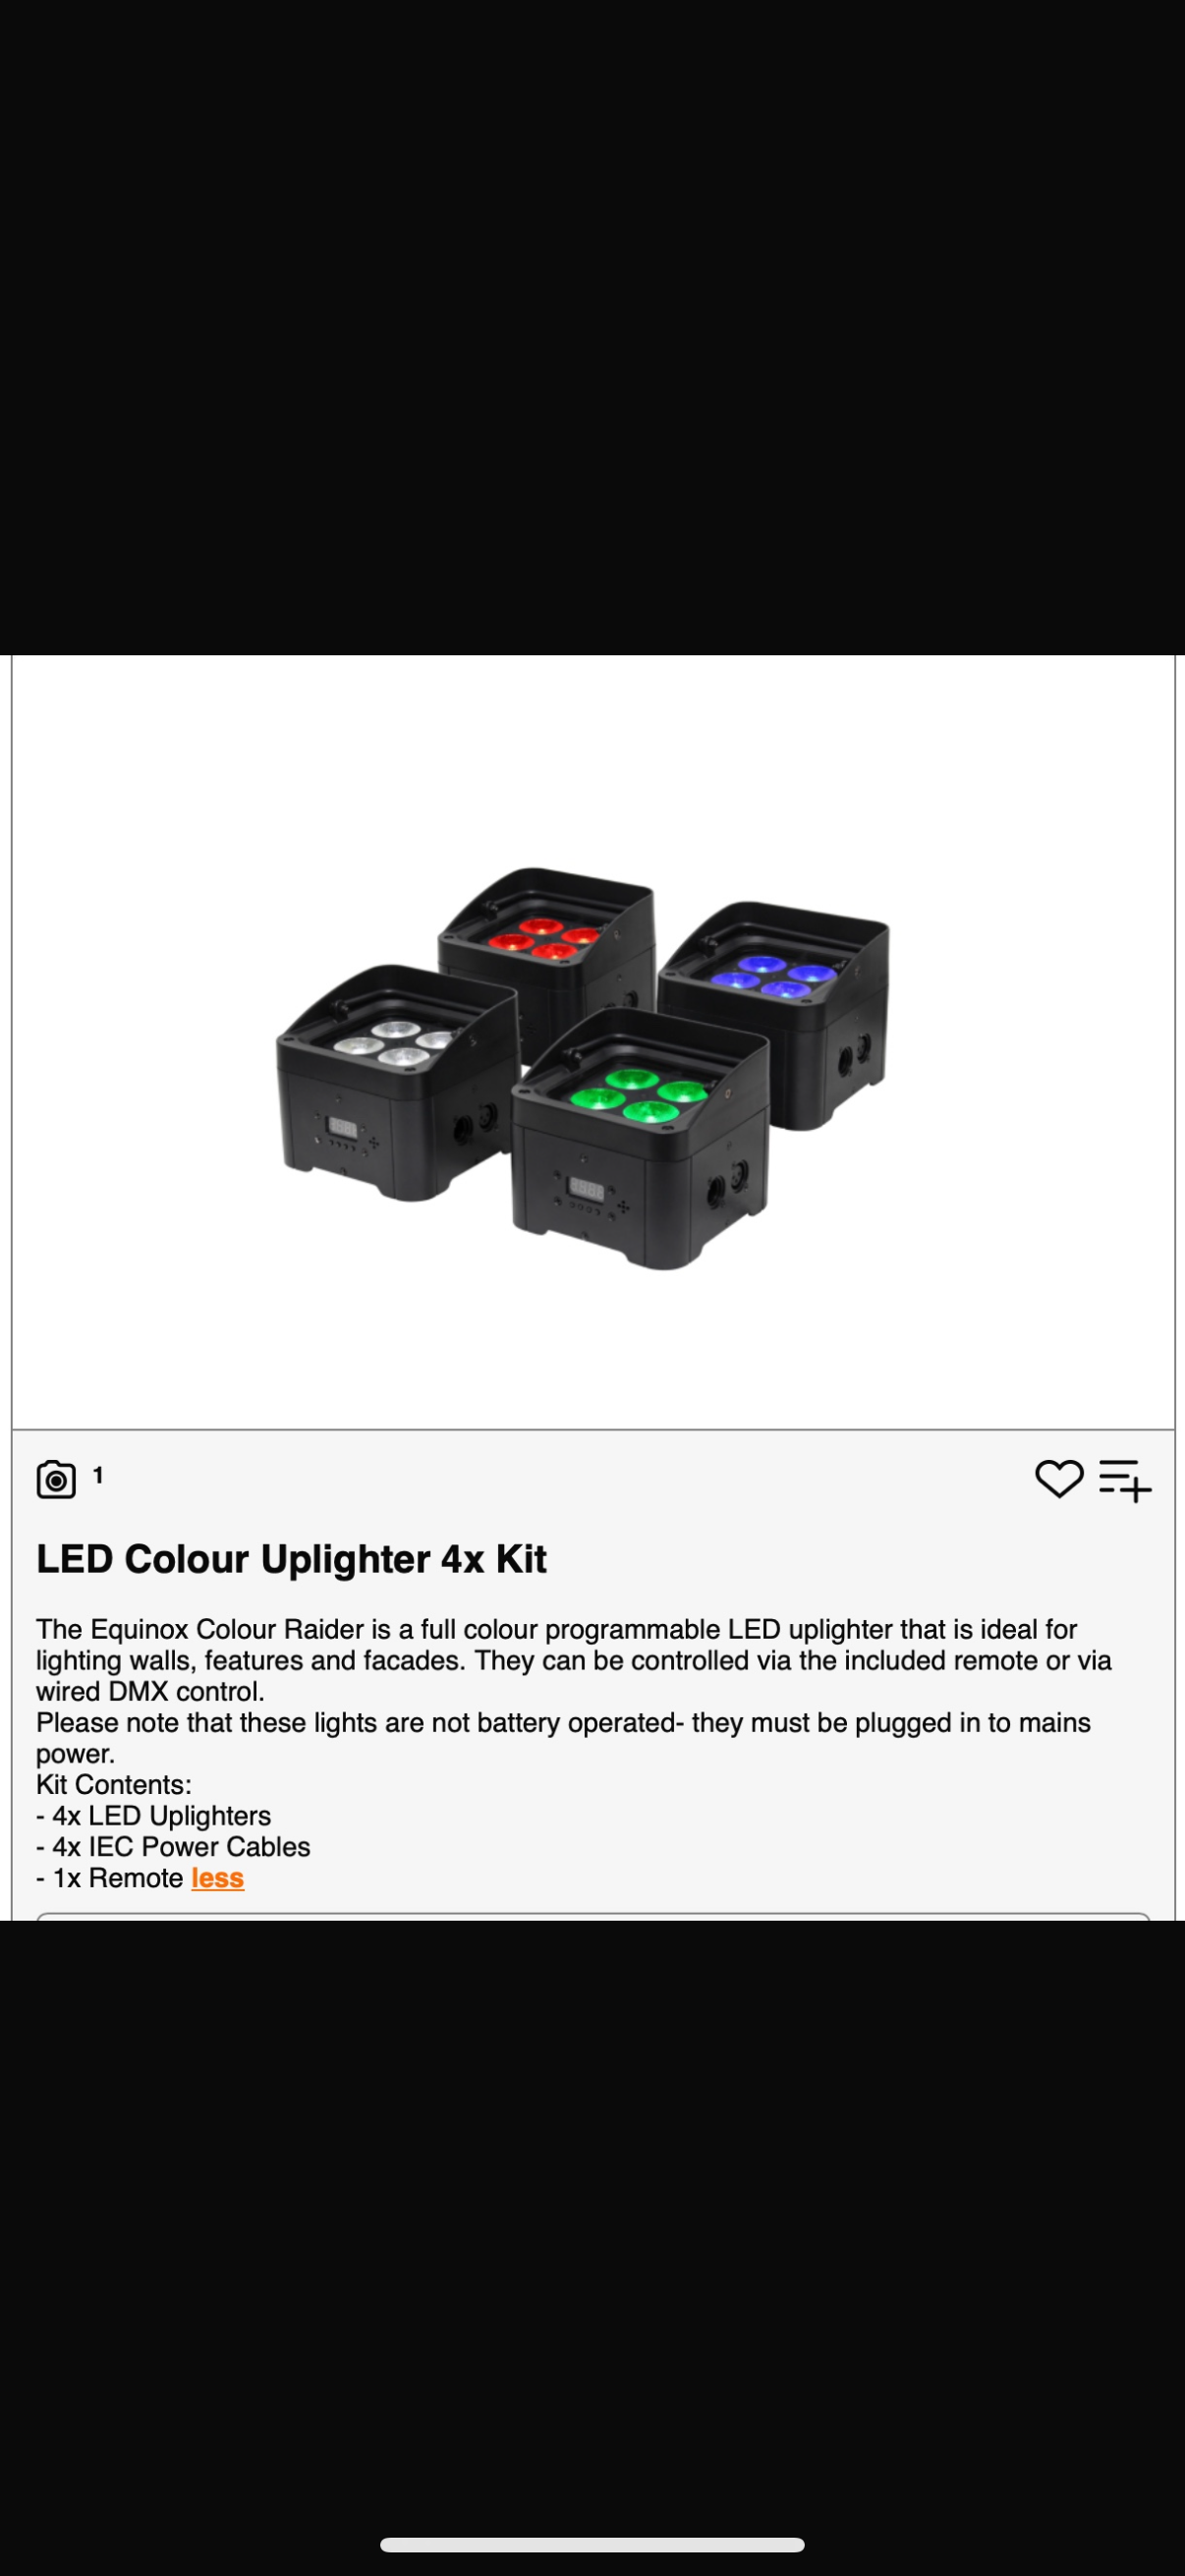 1
LED Colour Uplighter 4x Kit
The Equinox Colour Raider is a full colour programmable LED uplighter that is ideal for
lighting walls, features and facades. They can be controlled via the included remote or via
wired DMX control.
Please note that these lights are not battery operated- they must be plugged in to mains
power.
Kit Contents:
- 4x LED Uplighters
- 4x IEC Power Cables
- 1x Remote less